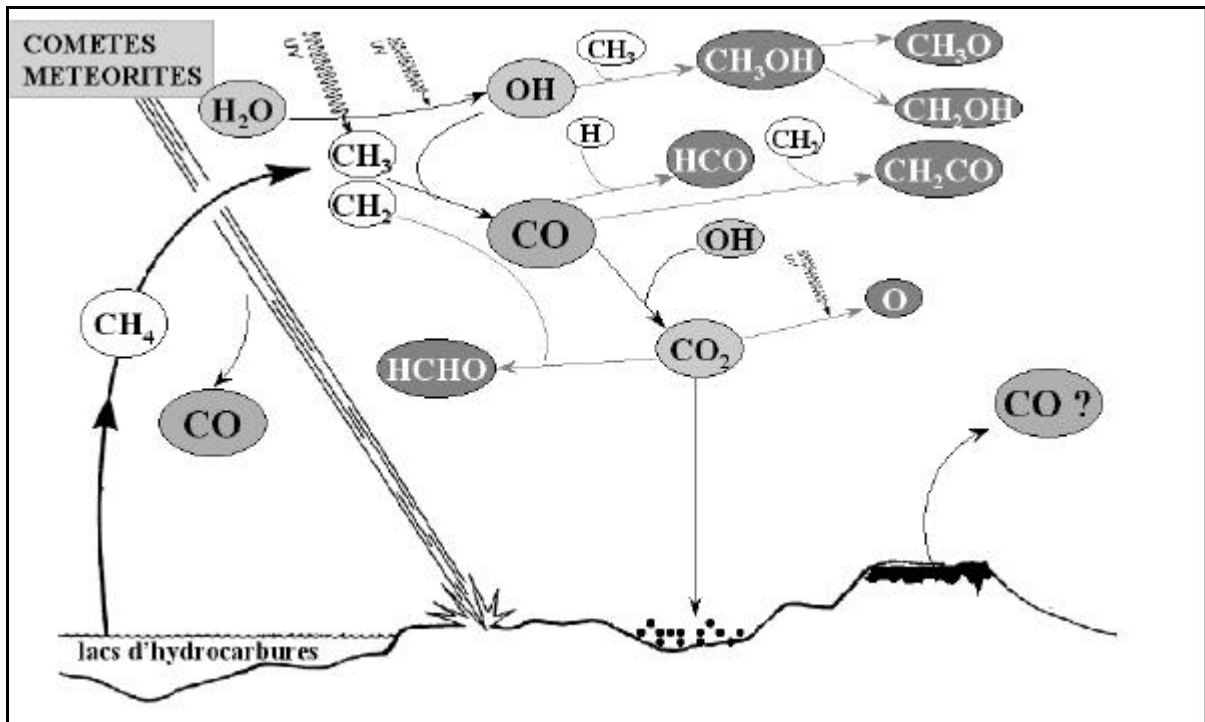 COMETES
METEORITES
H₂O
UV
UV
OH
CH₃
CH₃OH
CH₃O
CH₂OH
CH₃
CH₂
H
HCO
CH₂
CH₂CO
CO
OH
UV
O
CH₄
CO
HCHO
CO₂
CO ?
lacs d'hydrocarbures